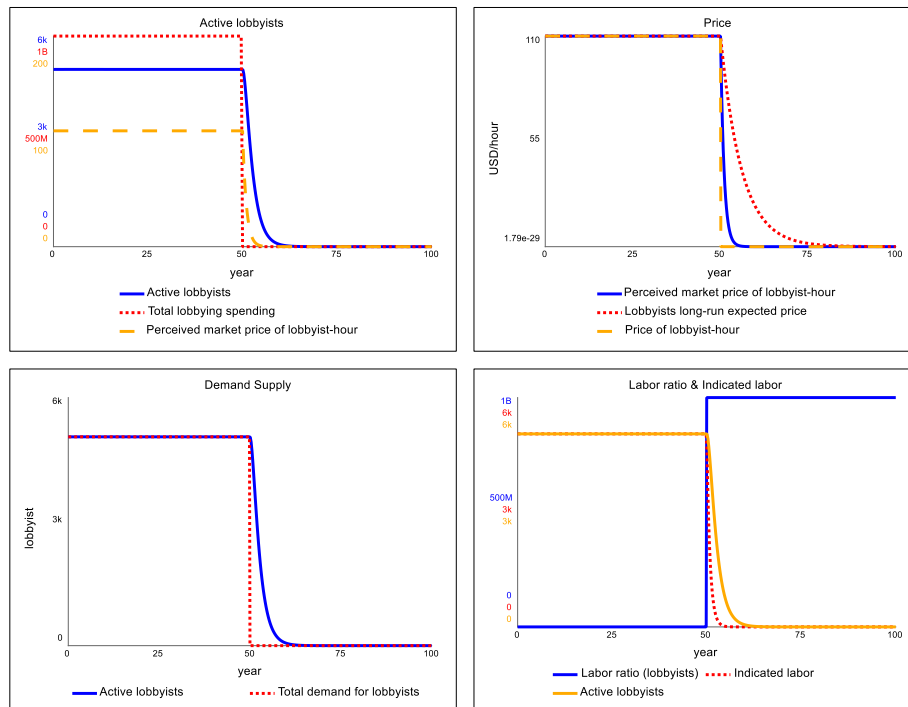 Active lobbyists
6k
1B
200
3k
500M
100
0
0
0
0 25 50 75 100
year
Active lobbyists
Total lobbying spending
Perceived market price of lobbyist-hour
Price
110
USD/hour
55
1.79e-29
0 25 50 75 100
year
Perceived market price of lobbyist-hour
Lobbyists long-run expected price
Price of lobbyist-hour
Demand Supply
6k
lobbyist
3k
0
0 25 50 75 100
year
Active lobbyists Total demand for lobbyists
Labor ratio & Indicated labor
1B
6k
6k
500M
3k
3k
0
0
0
0 25 50 75 100
year
Labor ratio (lobbyists) Indicated labor
Active lobbyists